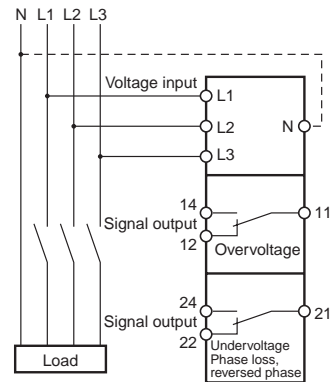 N L1 L2 L3
Voltage input
L1
L2
N
L3
14
11
Signal output
12
Overvoltage
24
21
Signal output
22
Undervoltage
Phase loss,
reversed phase
Load